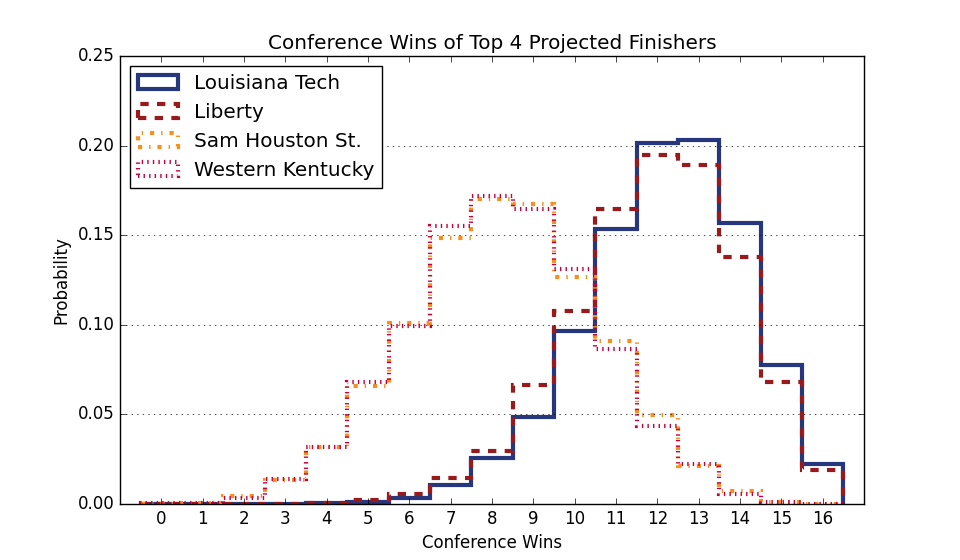 Conference Wins of Top 4 Projected Finishers
Louisiana Tech
Liberty
Sam Houston St.
Western Kentucky
0.25
0.20
0.15
0.10
0.05
0.00
Probability
0 1 2 3 4 5 6 7 8 9 10 11 12 13 14 15 16
Conference Wins